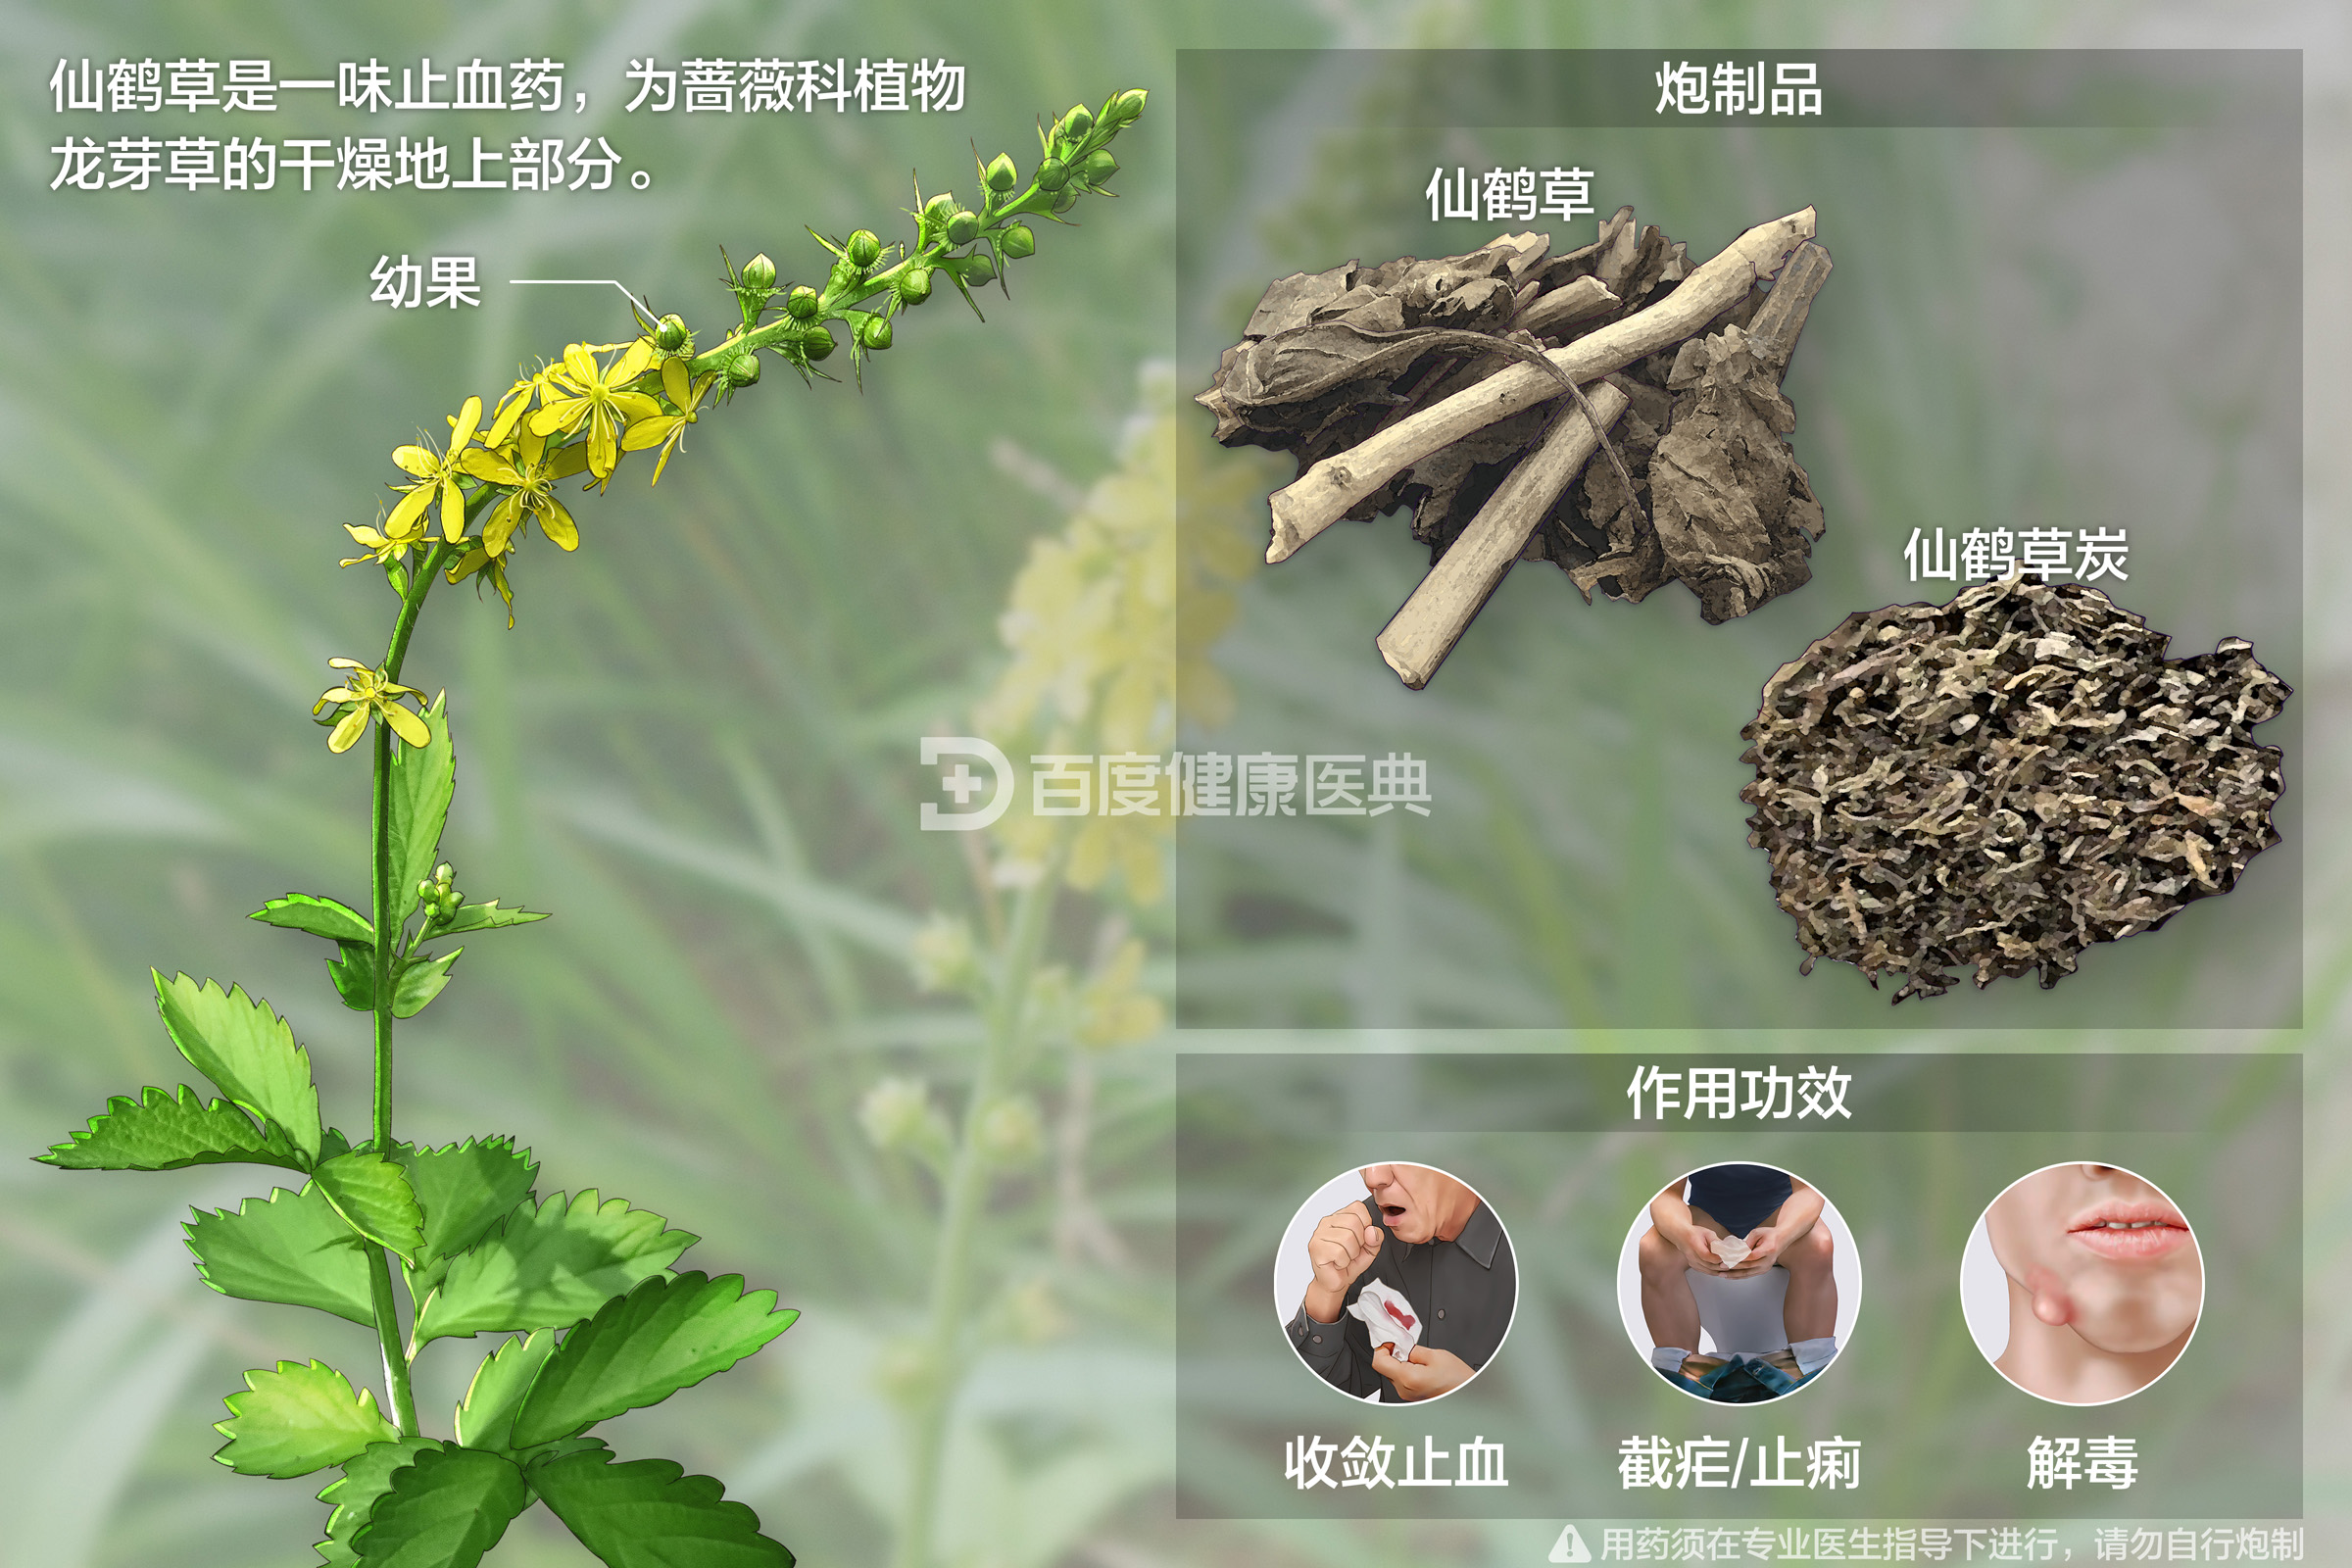 仙鹤草是一味止血药，为蔷薇科植物
龙芽草的干燥地上部分。
幼果
炮制品
仙鹤草
仙鹤草炭
百度健康医典
作用功效
收敛止血
截疟/止痢
解毒
用药须在专业医生指导下进行，请勿自行炮制